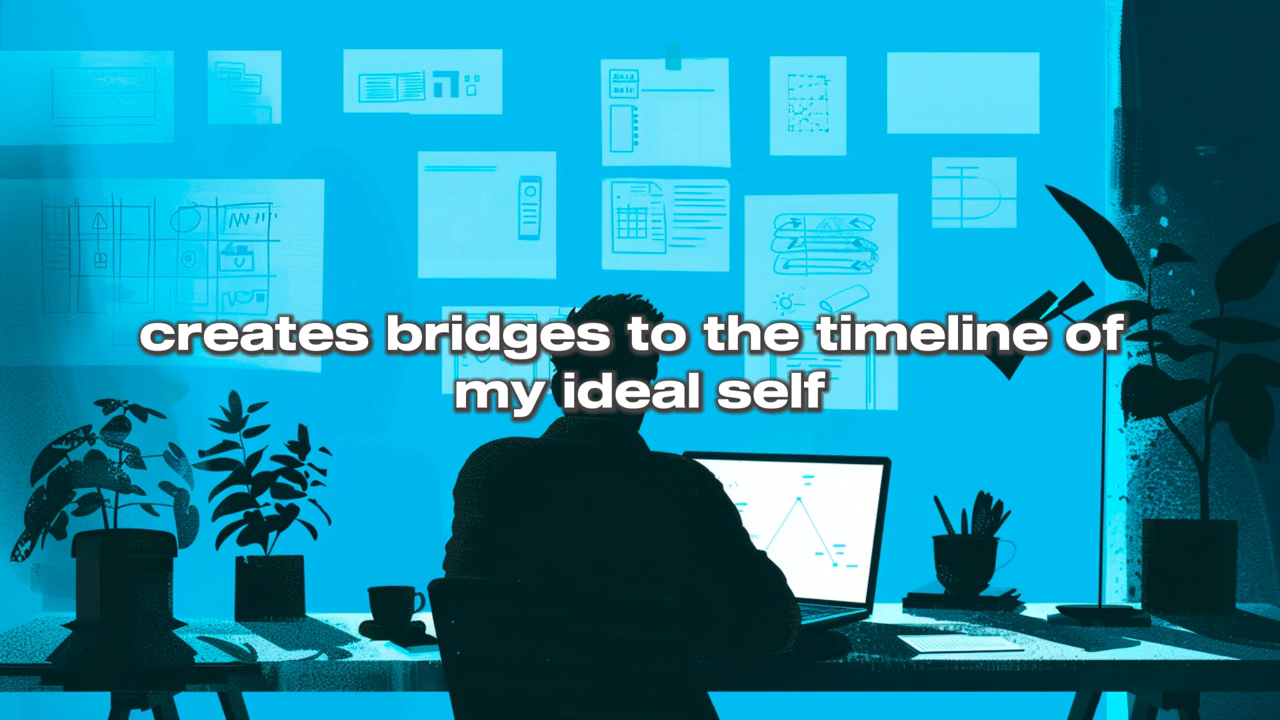 creates bridges to the timeline of
my ideal self